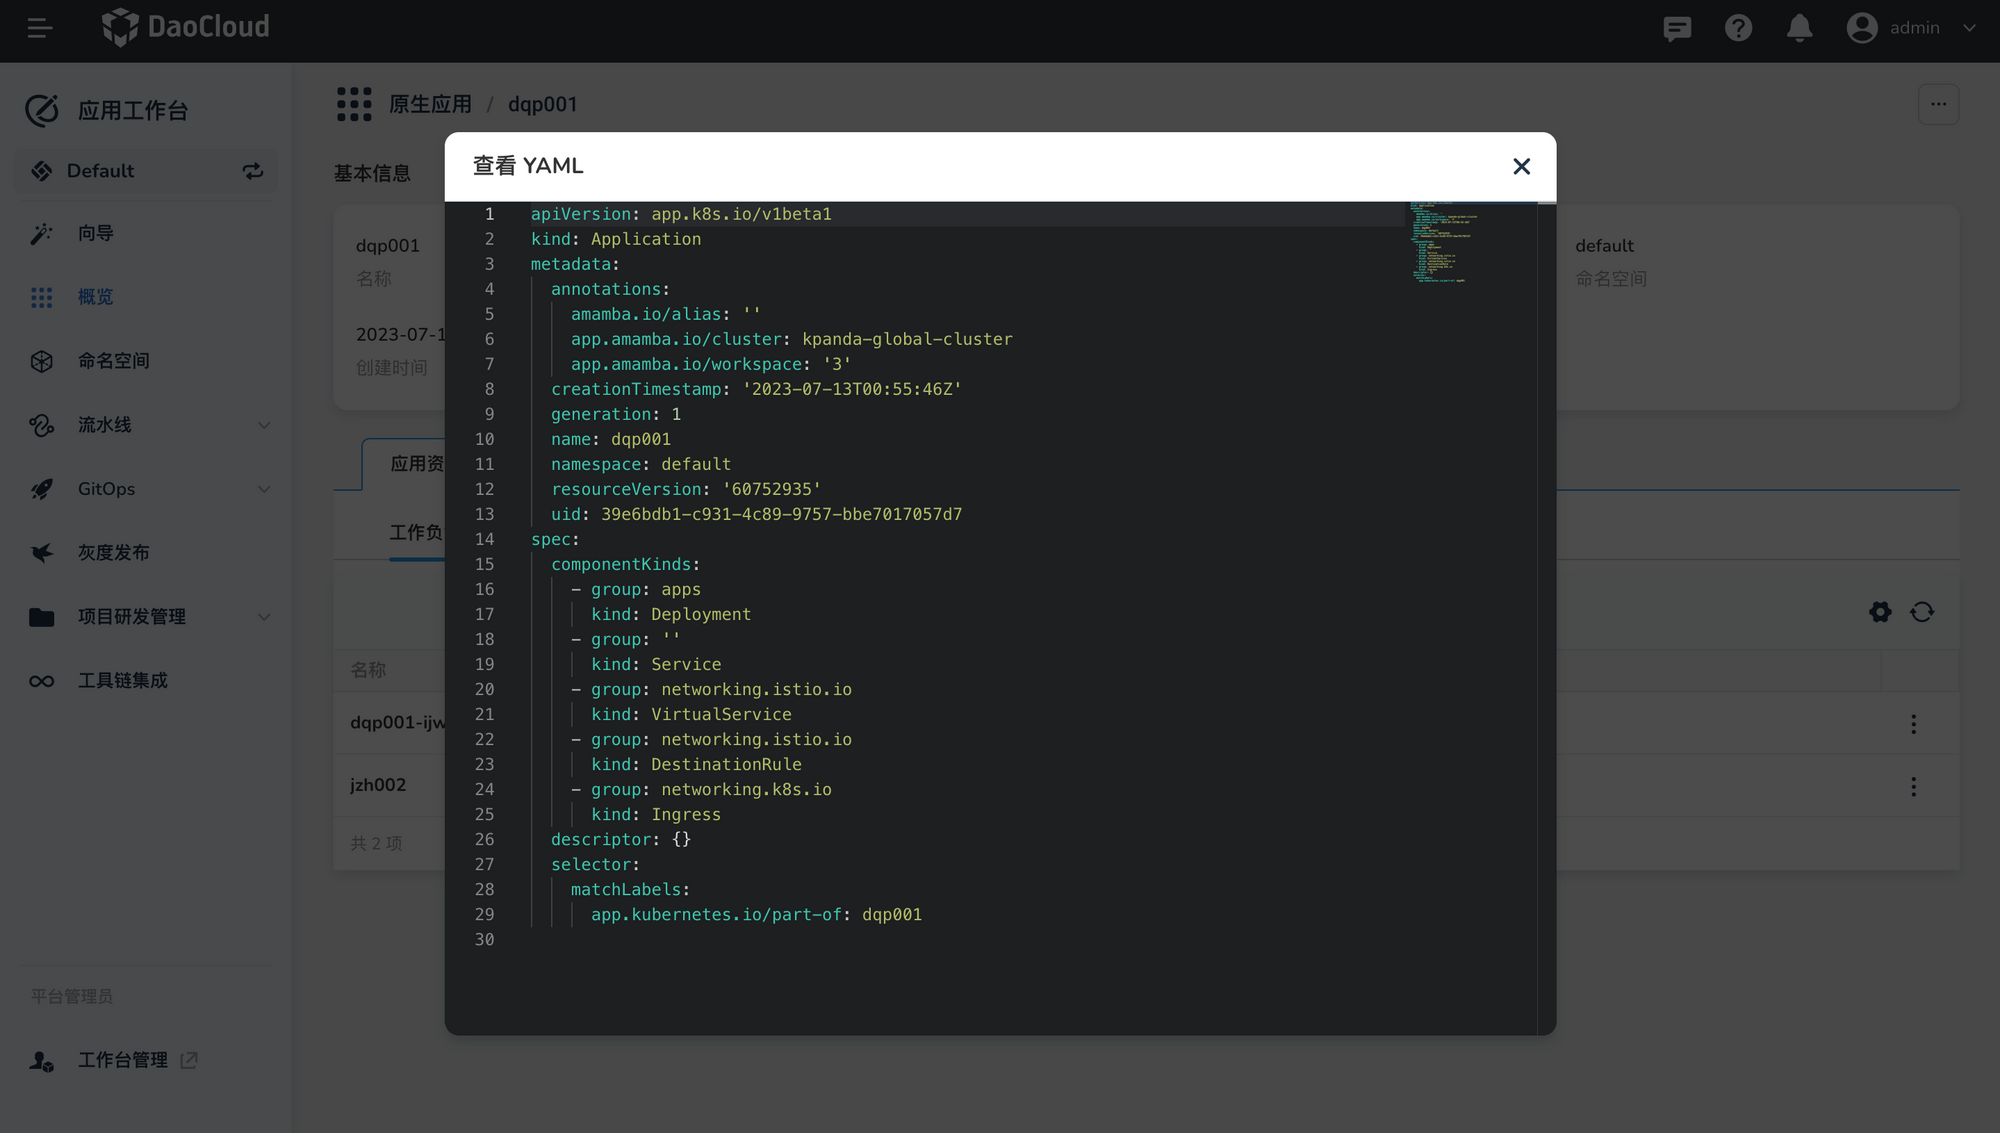 DaoCloud
admin
应用工作台
Default
向导
概览
命名空间
流水线
GitOps
灰度发布
项目研发管理
工具链集成
平台管理员
工作台管理
原生应用 / dqp001
基本信息
dqp001
名称
2023-07-1
创建时间
default
命名空间
应用资
工作负
名称
dqp001-ijw
jzh002
共 2 项
查看 YAML
1 apiVersion: app.k8s.io/v1beta1
2 kind: Application
3 metadata:
4 annotations:
5 amamba.io/alias: ''
6 app.amamba.io/cluster: kpanda-global-cluster
7 app.amamba.io/workspace: '3'
8 creationTimestamp: '2023-07-13T00:55:46Z'
9 generation: 1
10 name: dqp001
11 namespace: default
12 resourceVersion: '60752935'
13 uid: 39e6bdb1-c931-4c89-9757-bbe7017057d7
14 spec:
15 componentKinds:
16 - group: apps
17 kind: Deployment
18 - group: ''
19 kind: Service
20 - group: networking.istio.io
21 kind: VirtualService
22 - group: networking.istio.io
23 kind: DestinationRule
24 - group: networking.k8s.io
25 kind: Ingress
26 descriptor: {}
27 selector:
28 matchLabels:
29 app.kubernetes.io/part-of: dqp001
30